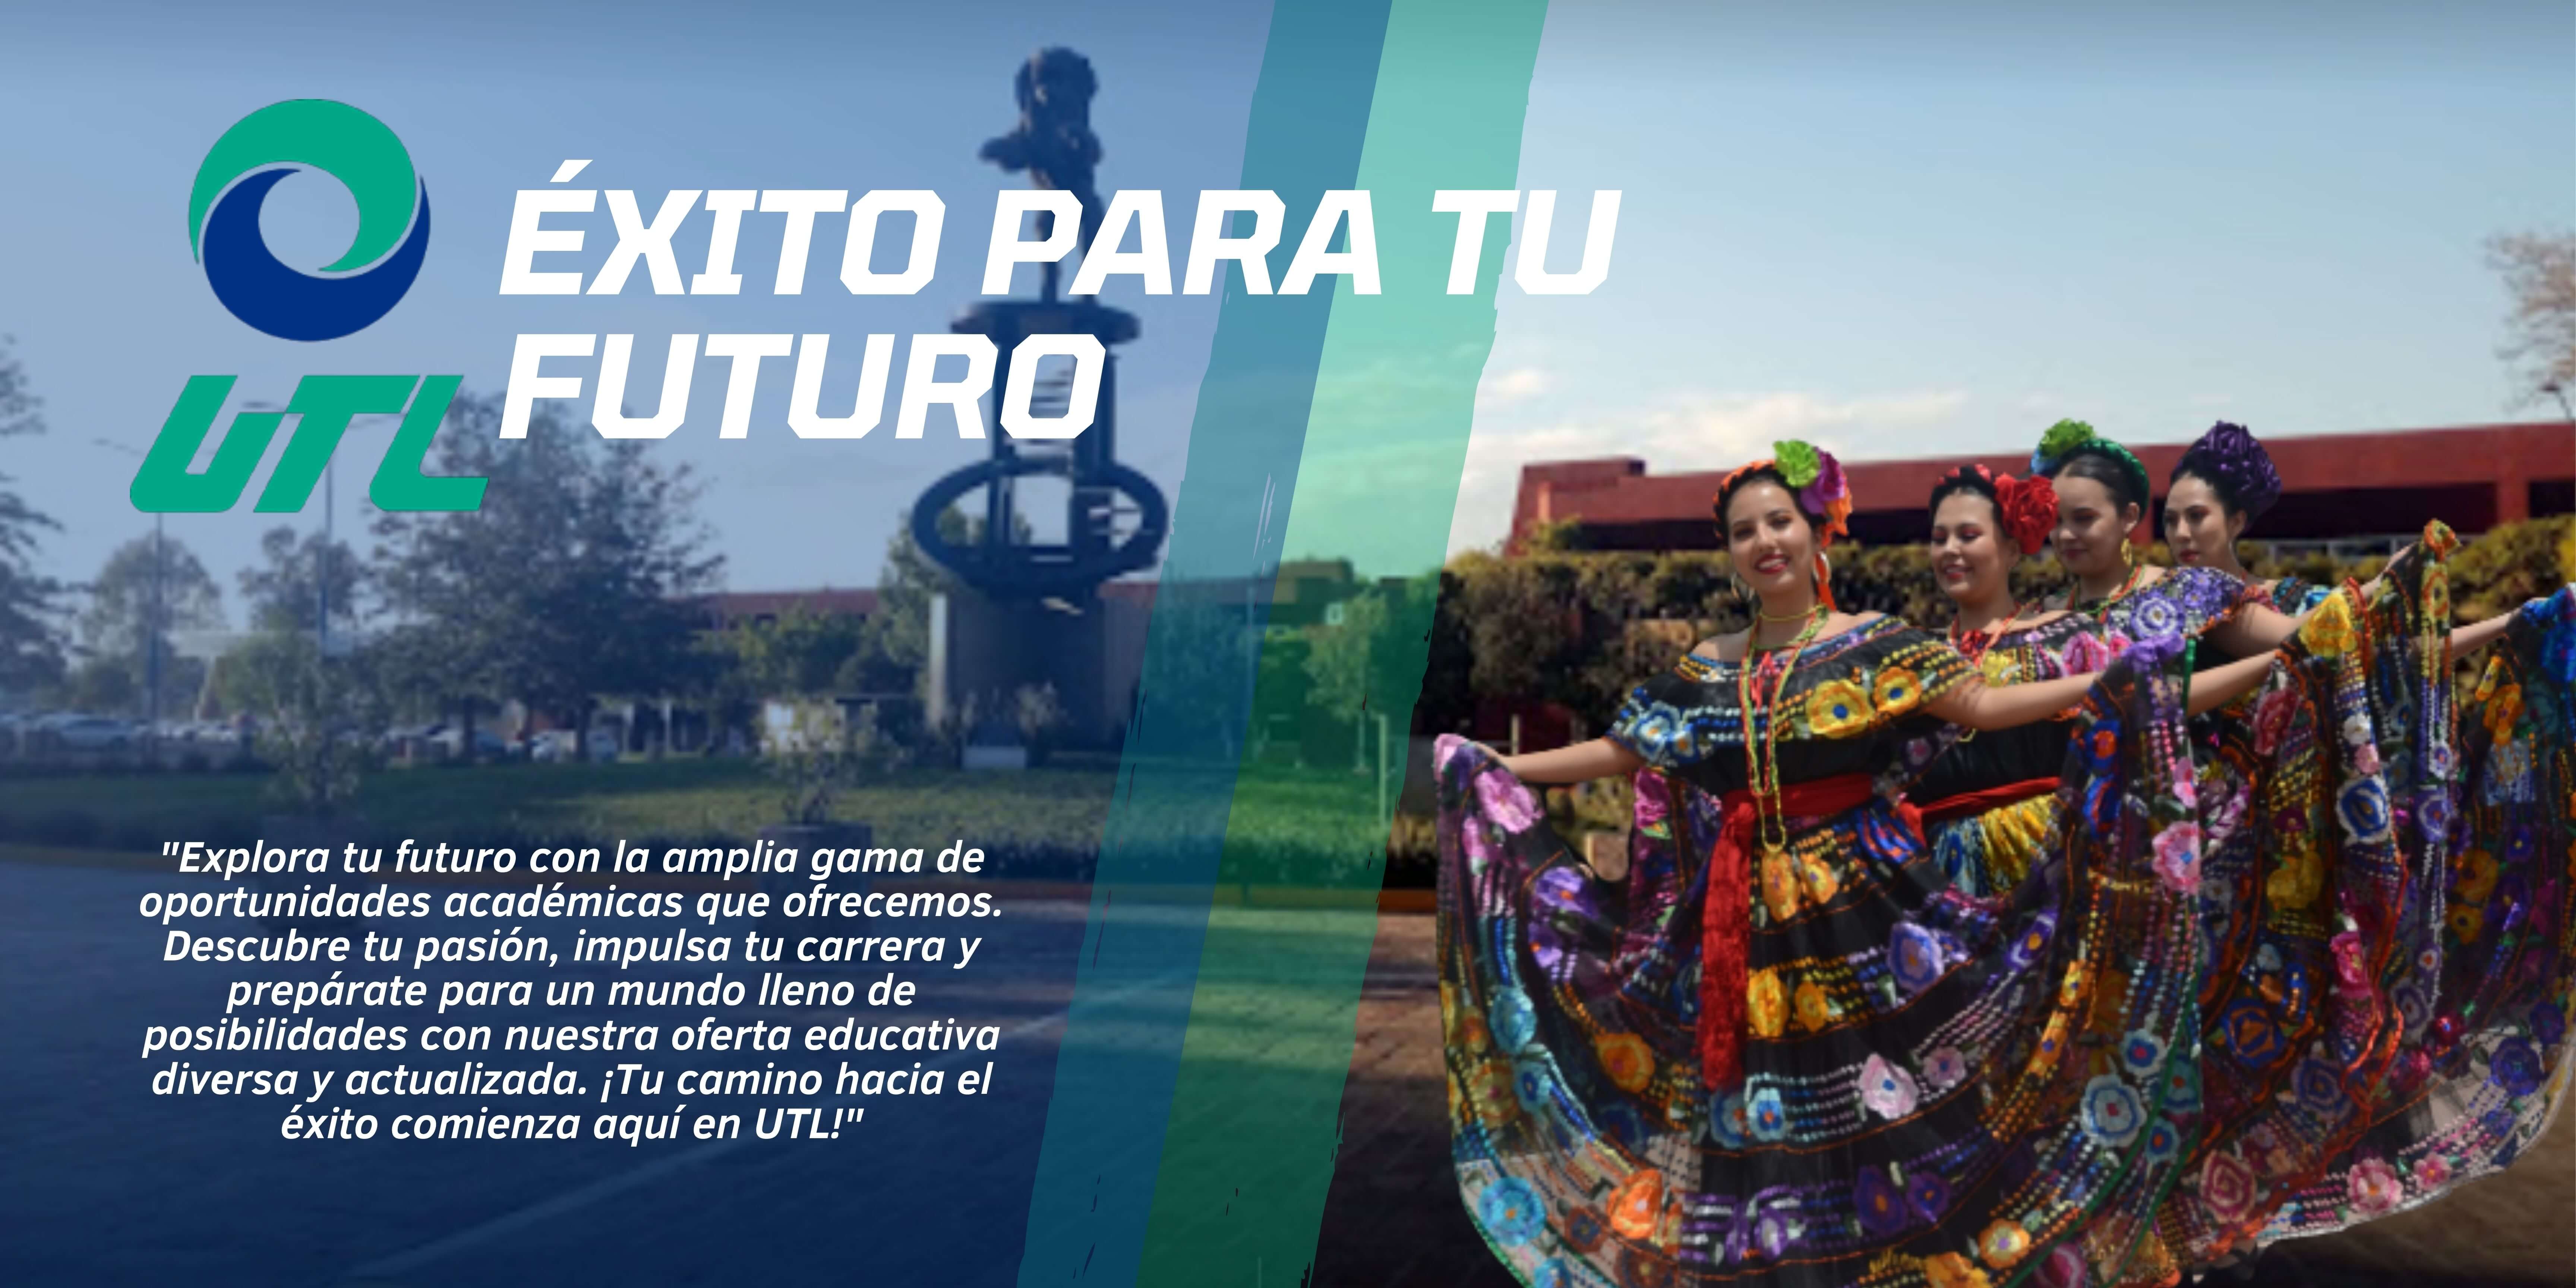 UTL
ÉXITO PARA TU
FUTURO
"Explora tu futuro con la amplia gama de
oportunidades académicas que ofrecemos.
Descubre tu pasión, impulsa tu carrera y
prepárate para un mundo lleno de
posibilidades con nuestra oferta educativa
diversa y actualizada. ¡Tu camino hacia el
éxito comienza aquí en UTL!"